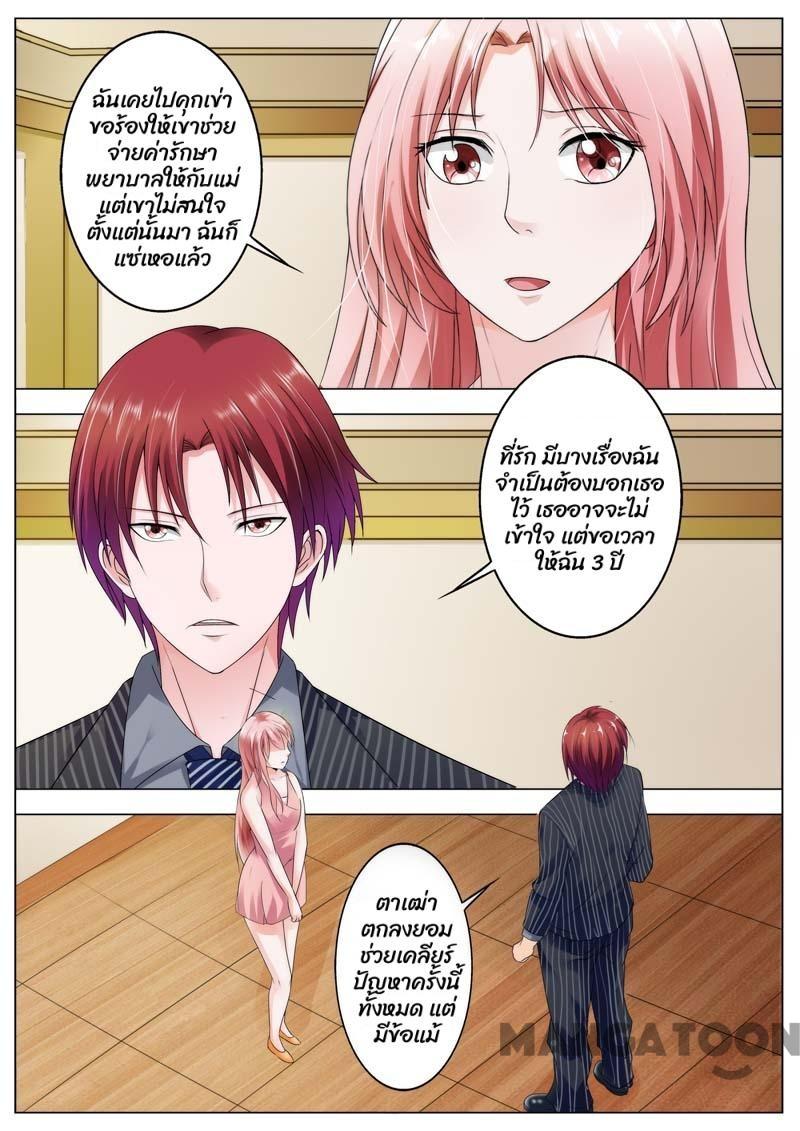 ฉันเคยไปคุกเข่า
ขอร้องให้เขาช่วย
จ่ายค่ารักษา
พยาบาลให้กับแม่
แต่เขาไม่สนใจ
ตั้งแต่นั้นมา ฉันก็
แซ่เหอแล้ว
ที่รัก มีบางเรื่องฉัน
จำเป็นต้องบอกเธอ
ไว้ เธออาจจะไม่
เข้าใจ แต่ขอเวลา
ให้ฉัน 3 ปี
ตาเฒ่า
ตกลงยอม
ช่วยเคลียร์
ปัญหาครั้งนี้
ทั้งหมด แต่
มีข้อแม้
MANGATOON